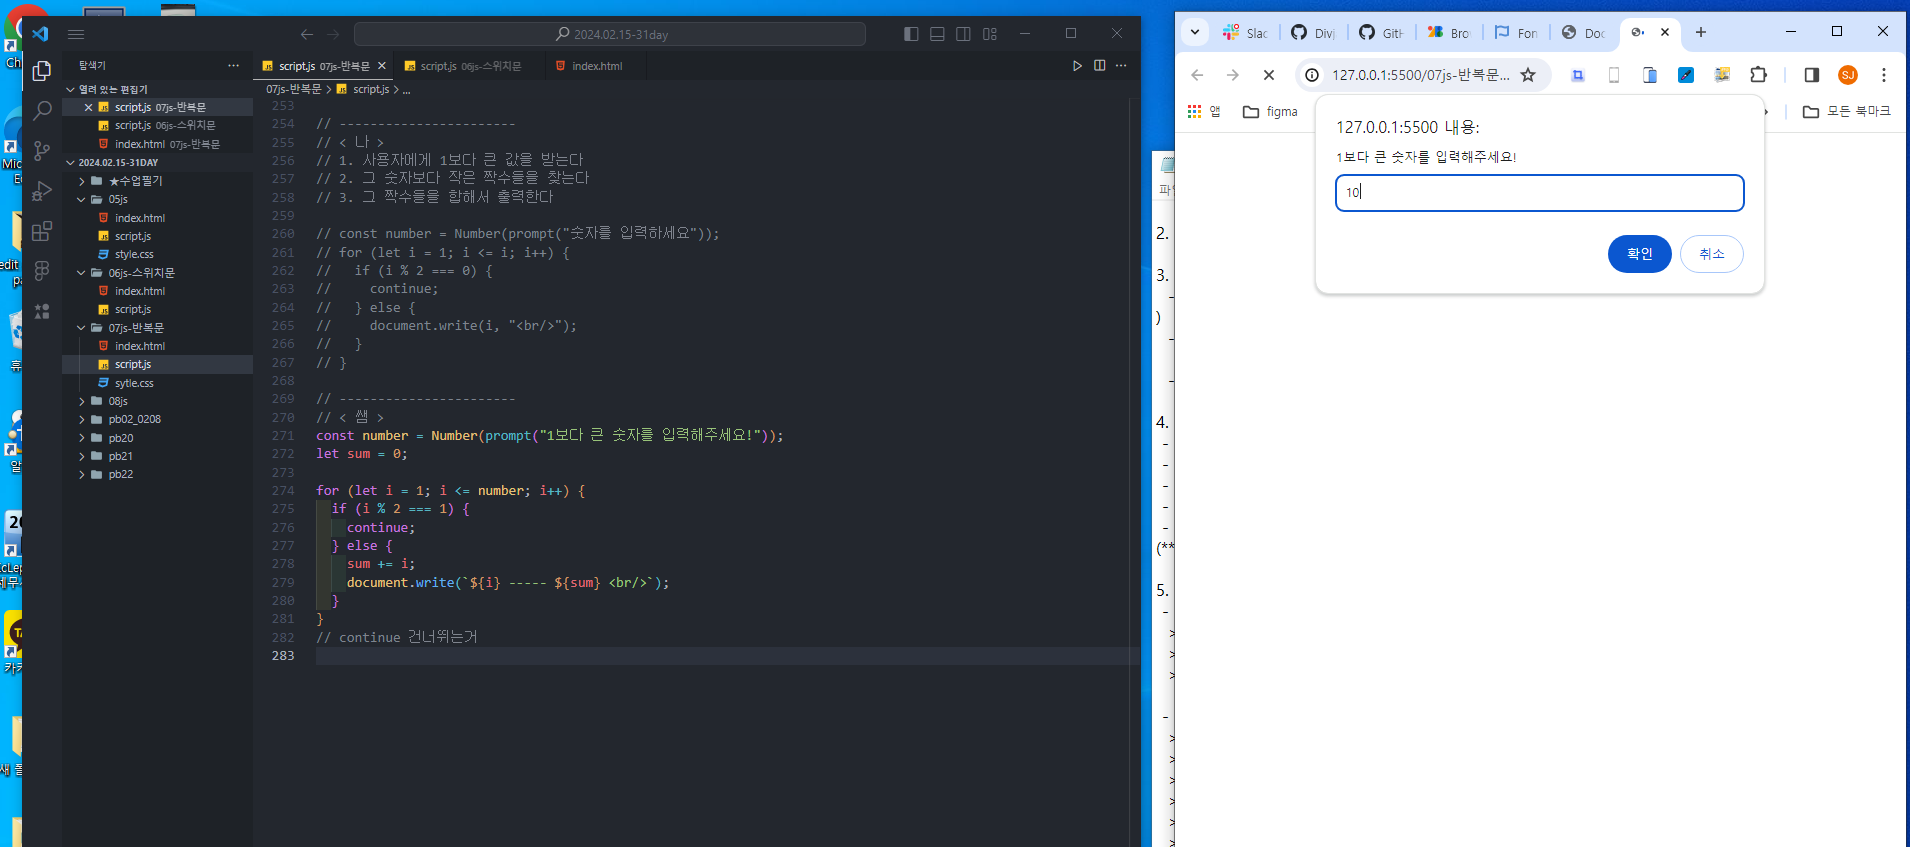 2024.02.15-31day
탐색기
script.js 07js-반복문
script.js 06js-스위치문
index.html
열려 있는 편집기
script.js 07js-반복문
script.js 06js-스위치문
index.html 07js-반복문
2024.02.15-31DAY
★수업필기
05js
index.html
script.js
style.css
06js-스위치문
index.html
script.js
07js-반복문
index.html
script.js
sytle.css
08js
pb02_0208
pb20
pb21
pb22
07js-반복문 > script.js > ...
253
254 // -----------------------
255 // < 나 >
256 // 1. 사용자에게 1보다 큰 값을 받는다
257 // 2. 그 숫자보다 작은 짝수들을 찾는다
258 // 3. 그 짝수들을 합해서 출력한다
259
260 // const number = Number(prompt("숫자를 입력하세요"));
261 // for (let i = 1; i <= i; i++) {
262 //   if (i % 2 === 0) {
263 //     continue;
264 //   } else {
265 //     document.write(i, "<br/>");
266 //   }
267 // }
268
269 // -----------------------
270 // < 쌤 >
271 const number = Number(prompt("1보다 큰 숫자를 입력해주세요!"));
272 let sum = 0;
273
274 for (let i = 1; i <= number; i++) {
275   if (i % 2 === 1) {
276     continue;
277   } else {
278     sum += i;
279     document.write(`${i} ----- ${sum} <br/>`);
280   }
281 }
282 // continue 건너뛰는거
283
2.
3.
-
)
-
-
4.
-
-
-
-
-
(**
5.
-
>
>
>
-
>
>
>
>
>
Slac
Divj
GitH
Bro
Fon
Doc
127.0.0.1:5500/07js-반복문...
SJ
앱
figma
모든 북마크
127.0.0.1:5500 내용:
1보다 큰 숫자를 입력해주세요!
10
확인
취소